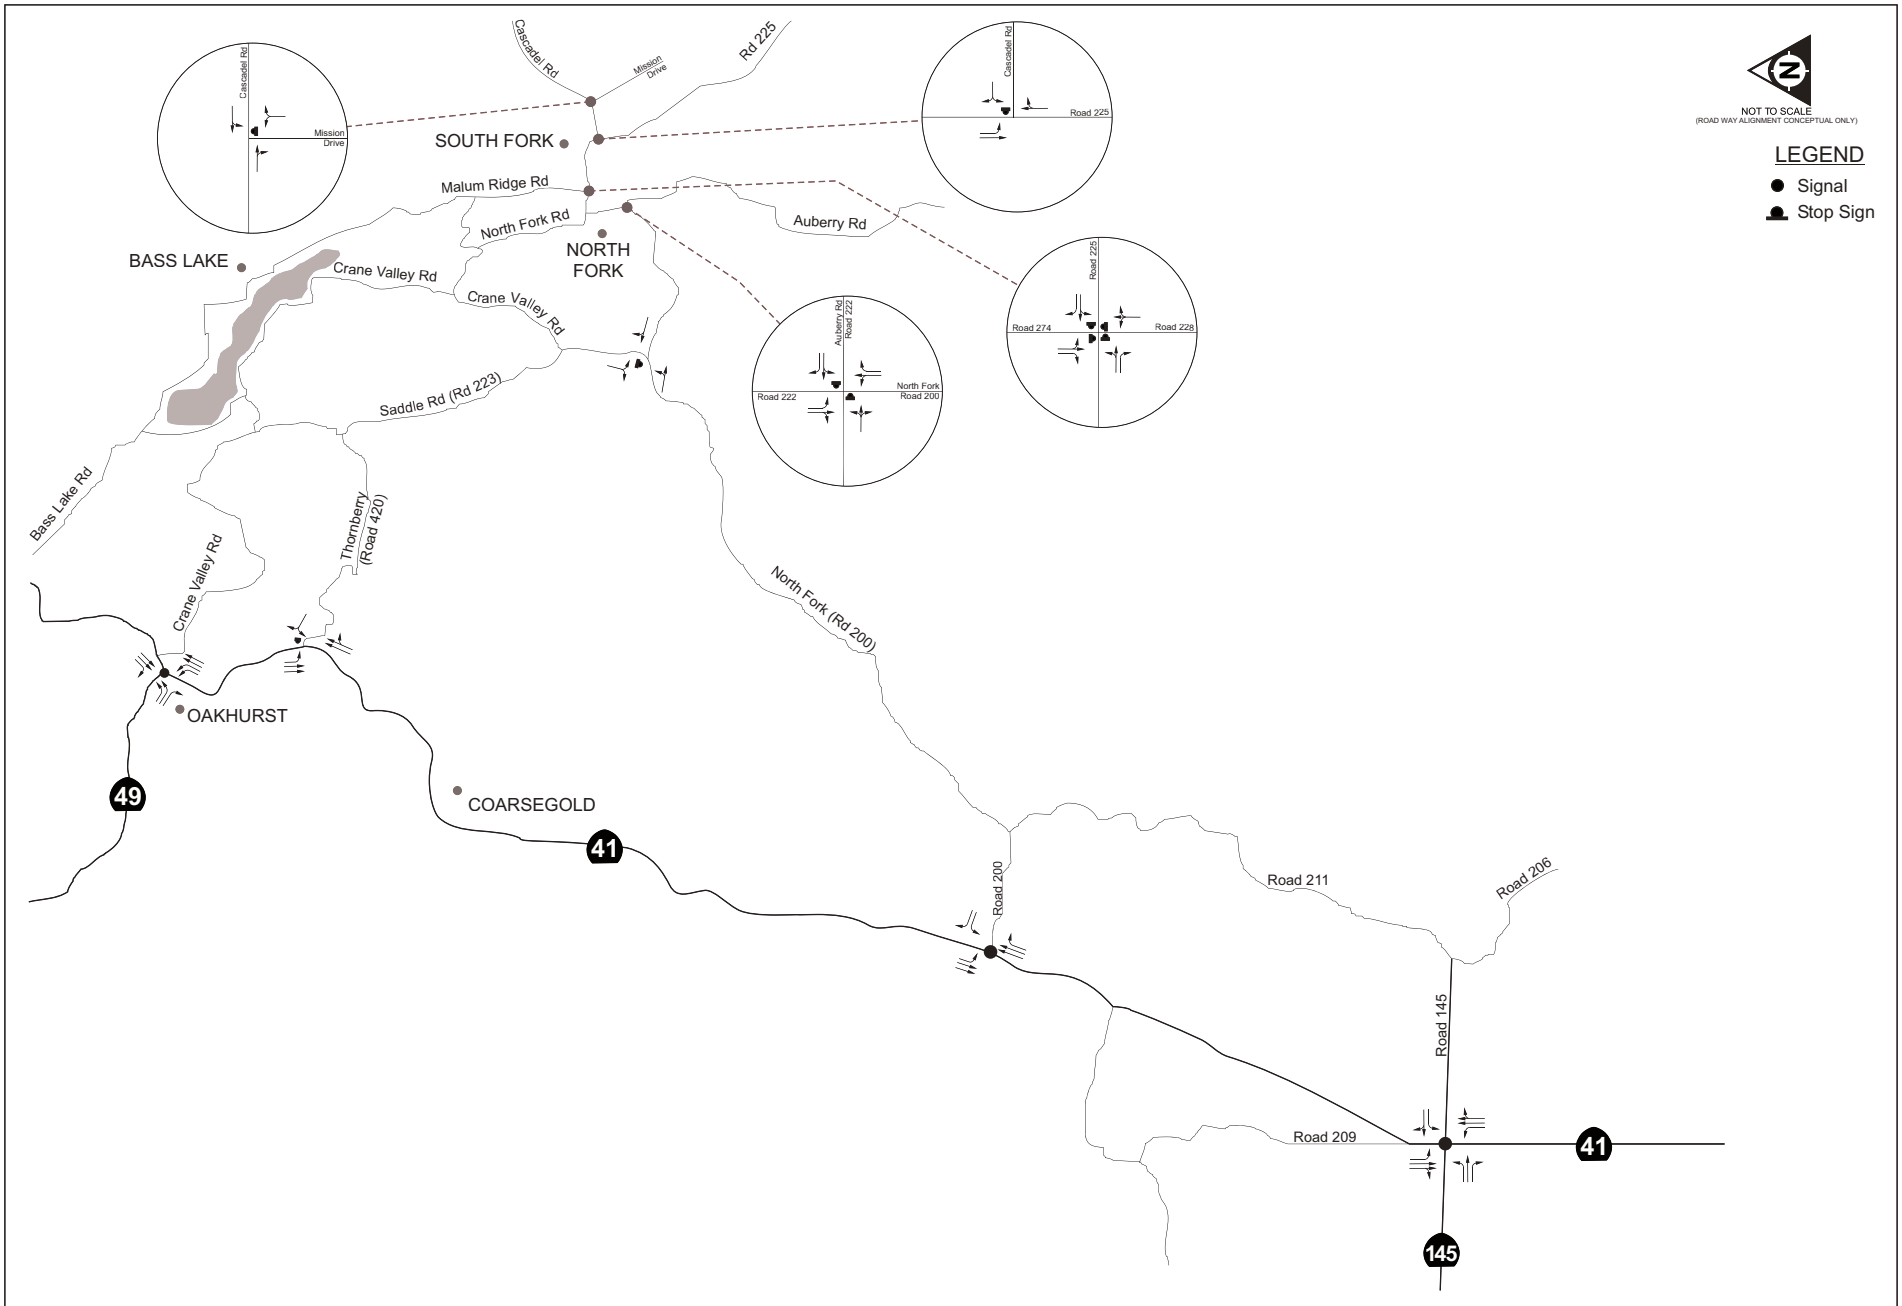 Cascadel Rd
Mission
Drive
Rd 225
Cascadel Rd
Mission
Drive
Cascadel Rd
Road 225
N
NOT TO SCALE
(ROAD WAY ALIGNMENT CONCEPTUAL ONLY)
LEGEND
Signal
Stop Sign
SOUTH FORK
Malum Ridge Rd
North Fork Rd
NORTH
FORK
Auberry Rd
BASS LAKE
Crane Valley Rd
Crane Valley Rd
Road 225
Road 274
Road 228
Auberry Rd
Road 222
Road 222
North Fork
Road 200
Saddle Rd (Rd 223)
Bass Lake Rd
Thornberry
(Road 420)
Crane Valley Rd
North Fork (Rd 200)
OAKHURST
49
COARSEGOLD
41
Road 200
Road 211
Road 206
Road 145
Road 209
41
145